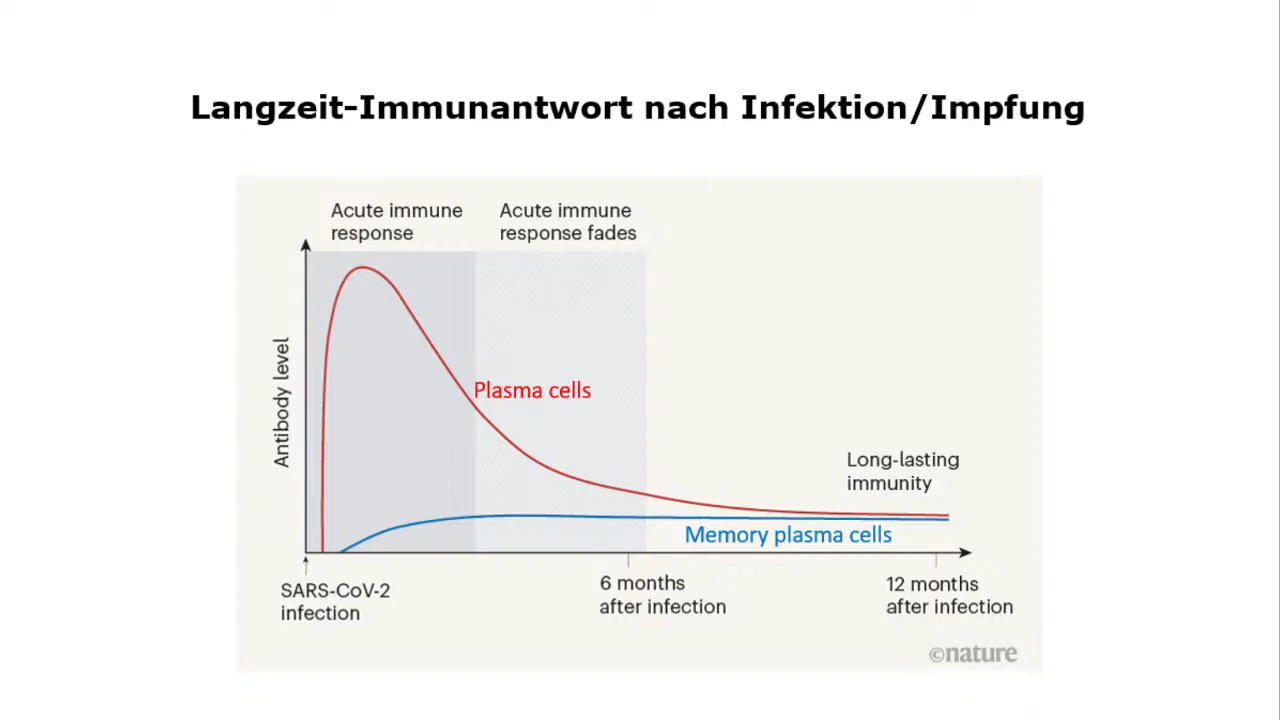 Langzeit-Immunantwort nach Infektion/Impfung
Acute immune
response
Acute immune
response fades
Antibody level
Plasma cells
Long-lasting
immunity
Memory plasma cells
SARS-CoV-2
infection
6 months
after infection
12 months
after infection
©nature